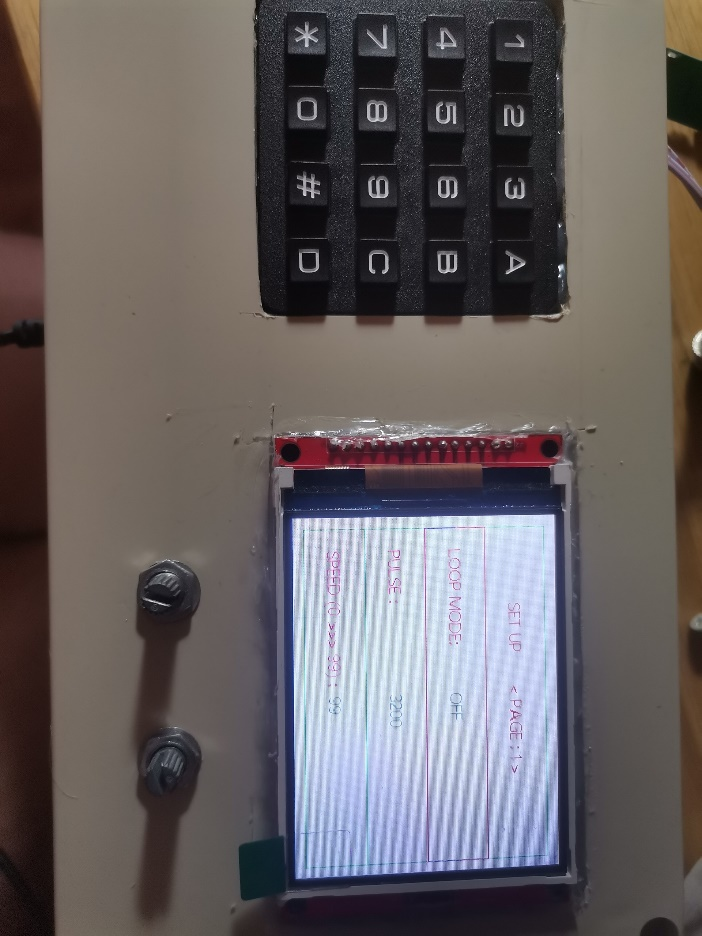 1 2 3 A
4 5 6 B
7 8 9 C
* 0 # D
SET UP < PAGE : 1 >
LOOP MODE: OFF
PULSE : 3200
SPEED (0 >>> 99) : 99